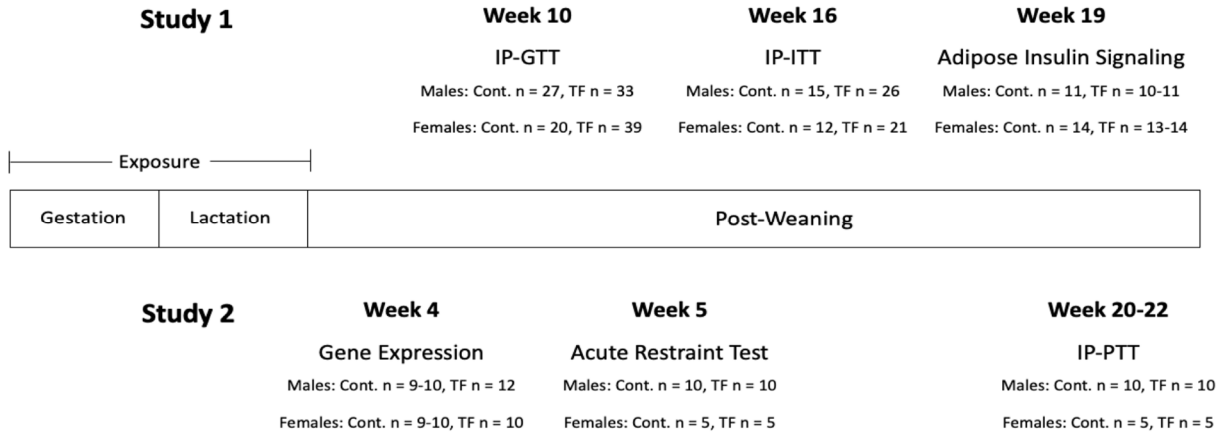 Study 1
Week 10
IP-GTT
Males: Cont. n = 27, TF n = 33
Females: Cont. n = 20, TF n = 39
Week 16
IP-ITT
Males: Cont. n = 15, TF n = 26
Females: Cont. n = 12, TF n = 21
Week 19
Adipose Insulin Signaling
Males: Cont. n = 11, TF n = 10-11
Females: Cont. n = 14, TF n = 13-14
Exposure
Gestation
Lactation
Post-Weaning
Study 2
Week 4
Gene Expression
Males: Cont. n = 9-10, TF n = 12
Females: Cont. n = 9-10, TF n = 10
Week 5
Acute Restraint Test
Males: Cont. n = 10, TF n = 10
Females: Cont. n = 5, TF n = 5
Week 20-22
IP-PTT
Males: Cont. n = 10, TF n = 10
Females: Cont. n = 5, TF n = 5